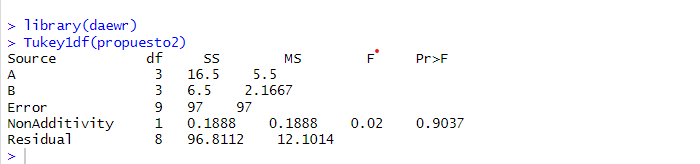 > library(daewr)
> Tukey1df(propuesto2)
Source df SS MS F Pr>F
A 3 16.5 5.5
B 3 6.5 2.1667
Error 9 97 97
NonAdditivity 1 0.1888 0.1888 0.02 0.9037
Residual 8 96.8112 12.1014
>